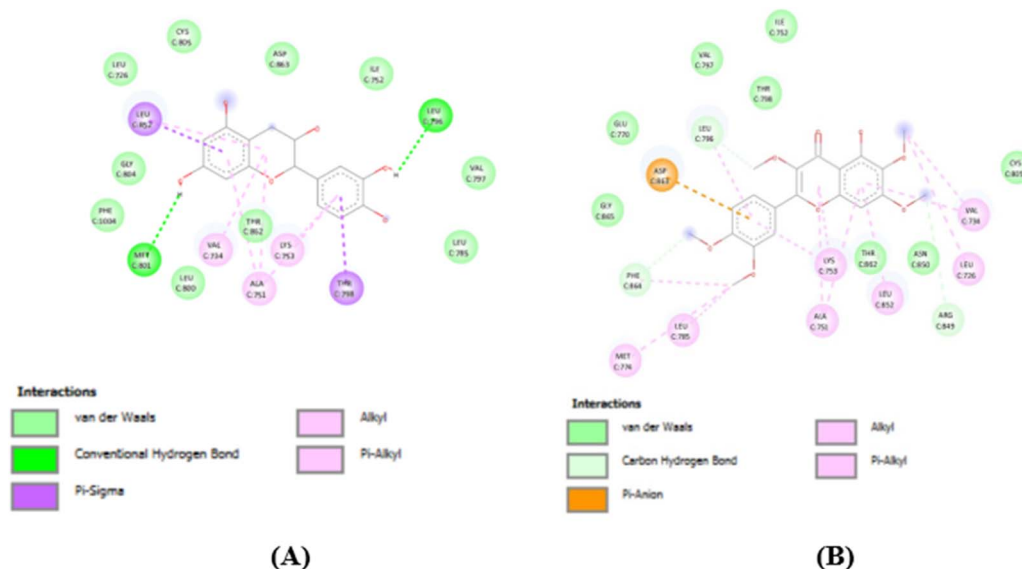 CYS
C:805
LEU
C:726
ASP
C:863
ILE
C:752
LEU
C:852
LEU
C:796
GLY
C:804
VAL
C:797
PHE
C:1004
THR
C:862
VAL
C:734
LYS
C:753
LEU
C:785
MET
C:801
LEU
C:800
ALA
C:751
THR
C:798
H
H
O
Interactions
van der Waals
Conventional Hydrogen Bond
Pi-Sigma
Alkyl
Pi-Alkyl
(A)
ILE
C:752
VAL
C:797
THR
C:798
GLU
C:770
LEU
C:796
CYS
C:805
ASP
C:863
GLY
C:865
VAL
C:734
PHE
C:864
LYS
C:753
THR
C:862
ASN
C:850
LEU
C:726
LEU
C:852
LEU
C:785
ALA
C:751
ARG
C:849
MET
C:774
Interactions
van der Waals
Carbon Hydrogen Bond
Pi-Anion
Alkyl
Pi-Alkyl
(B)